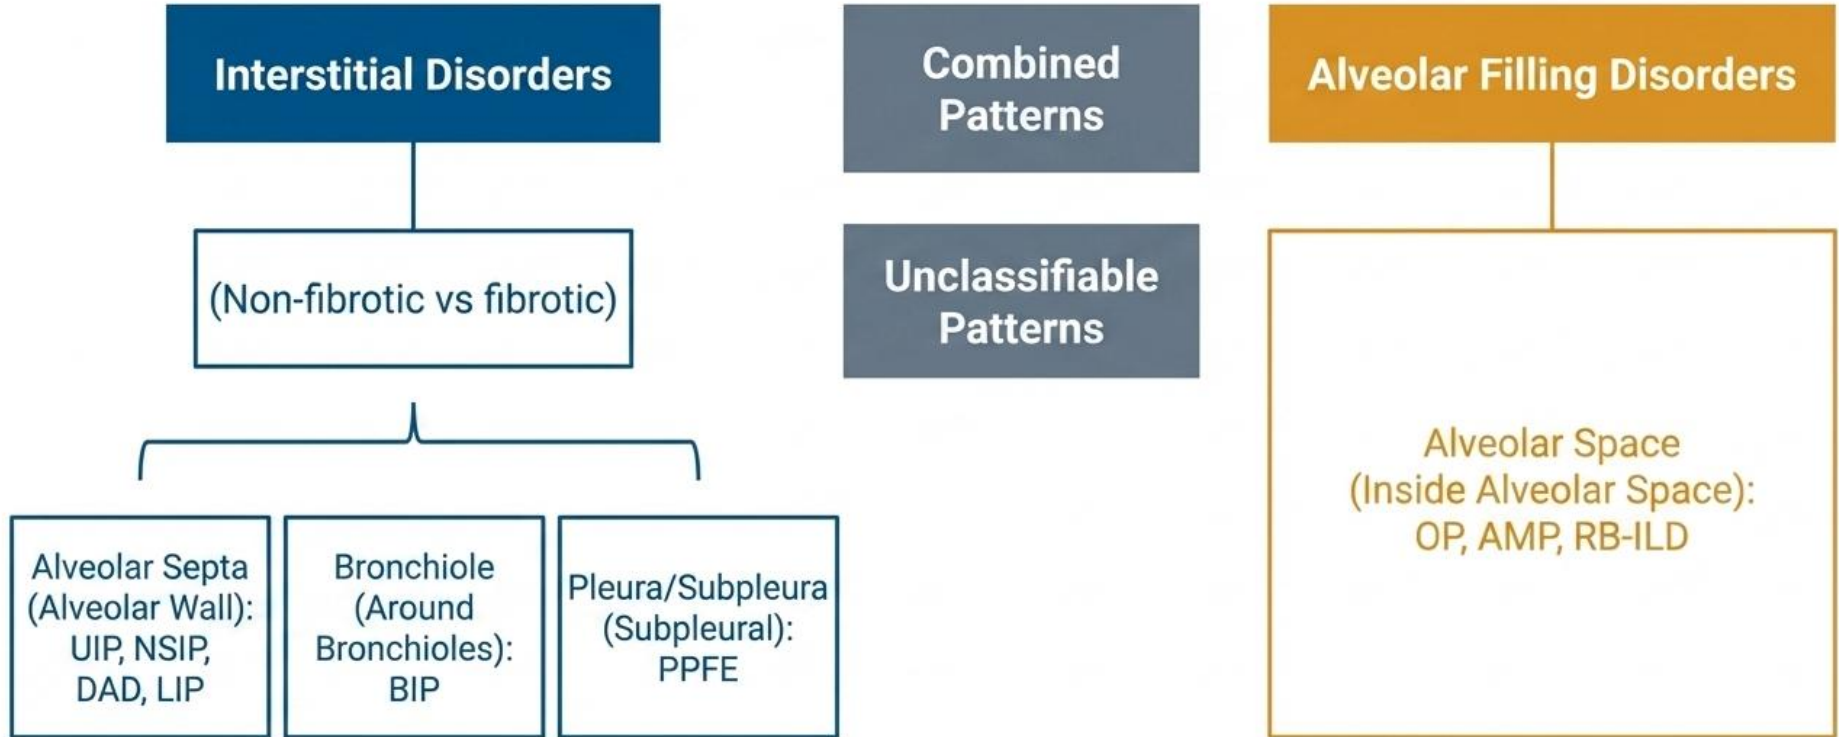 Interstitial Disorders
(Non-fibrotic vs fibrotic)
Alveolar Septa
(Alveolar Wall):
UIP, NSIP,
DAD, LIP
Bronchiole
(Around
Bronchioles):
BIP
Pleura/Subpleura
(Subpleural):
PPFE
Combined
Patterns
Unclassifiable
Patterns
Alveolar Filling Disorders
Alveolar Space
(Inside Alveolar Space):
OP, AMP, RB-ILD